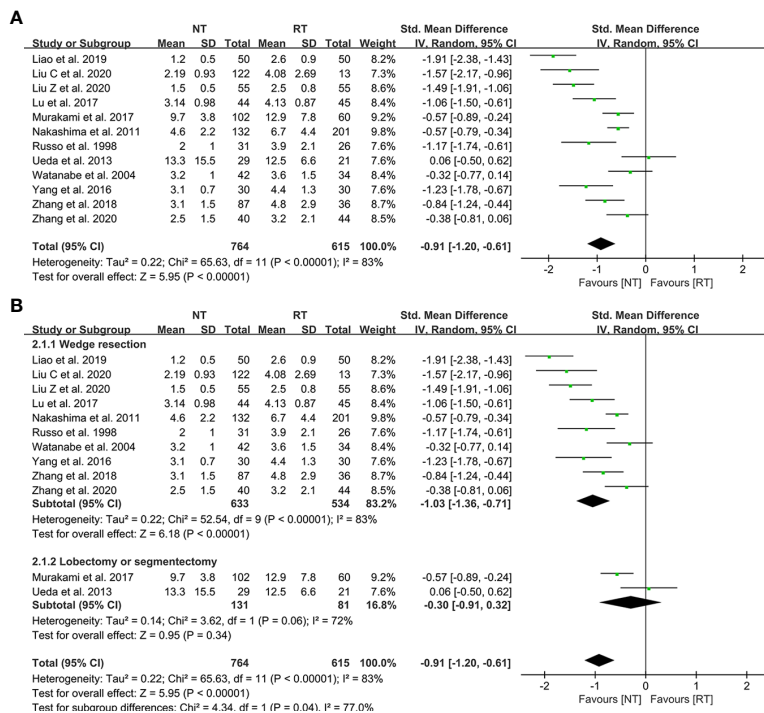 A
NT RT Std. Mean Difference Std. Mean Difference
Study or Subgroup Mean SD Total Mean SD Total Weight IV, Random, 95% CI IV, Random, 95% CI
Liao et al. 2019 1.2 0.5 50 2.6 0.9 50 8.2% -1.91 [-2.38, -1.43]
Liu C et al. 2020 2.19 0.93 122 4.08 2.69 13 7.4% -1.57 [-2.17, -0.96]
Liu Z et al. 2020 1.5 0.5 55 2.5 0.8 55 8.6% -1.49 [-1.91, -1.06]
Lu et al. 2017 3.14 0.98 44 4.13 0.87 45 8.4% -1.06 [-1.50, -0.61]
Murakami et al. 2017 9.7 3.8 102 12.9 7.8 60 9.2% -0.57 [-0.89, -0.24]
Nakashima et al. 2011 4.6 2.2 132 6.7 4.4 201 9.8% -0.57 [-0.79, -0.34]
Russo et al. 1998 2 1 31 3.9 2.1 26 7.6% -1.17 [-1.74, -0.61]
Ueda et al. 2013 13.3 15.5 29 12.5 6.6 21 7.6% 0.06 [-0.50, 0.62]
Watanabe et al. 2004 3.2 1 42 3.6 1.5 34 8.3% -0.32 [-0.77, 0.14]
Yang et al. 2016 3.1 0.7 30 4.4 1.3 30 7.7% -1.23 [-1.78, -0.67]
Zhang et al. 2018 3.1 1.5 87 4.8 2.9 36 8.7% -0.84 [-1.24, -0.44]
Zhang et al. 2020 2.5 1.5 40 3.2 2.1 44 8.4% -0.38 [-0.81, 0.06]
Total (95% CI) 764 615 100.0% -0.91 [-1.20, -0.61]
Heterogeneity: Tau² = 0.22; Chi² = 65.63, df = 11 (P < 0.00001); I² = 83%
Test for overall effect: Z = 5.95 (P < 0.00001)
-2 -1 0 1 2
Favours [NT] Favours [RT]
B
NT RT Std. Mean Difference Std. Mean Difference
Study or Subgroup Mean SD Total Mean SD Total Weight IV, Random, 95% CI IV, Random, 95% CI
2.1.1 Wedge resection
Liao et al. 2019 1.2 0.5 50 2.6 0.9 50 8.2% -1.91 [-2.38, -1.43]
Liu C et al. 2020 2.19 0.93 122 4.08 2.69 13 7.4% -1.57 [-2.17, -0.96]
Liu Z et al. 2020 1.5 0.5 55 2.5 0.8 55 8.6% -1.49 [-1.91, -1.06]
Lu et al. 2017 3.14 0.98 44 4.13 0.87 45 8.4% -1.06 [-1.50, -0.61]
Nakashima et al. 2011 4.6 2.2 132 6.7 4.4 201 9.8% -0.57 [-0.79, -0.34]
Russo et al. 1998 2 1 31 3.9 2.1 26 7.6% -1.17 [-1.74, -0.61]
Watanabe et al. 2004 3.2 1 42 3.6 1.5 34 8.3% -0.32 [-0.77, 0.14]
Yang et al. 2016 3.1 0.7 30 4.4 1.3 30 7.7% -1.23 [-1.78, -0.67]
Zhang et al. 2018 3.1 1.5 87 4.8 2.9 36 8.7% -0.84 [-1.24, -0.44]
Zhang et al. 2020 2.5 1.5 40 3.2 2.1 44 8.4% -0.38 [-0.81, 0.06]
Subtotal (95% CI) 633 534 83.2% -1.03 [-1.36, -0.71]
Heterogeneity: Tau² = 0.22; Chi² = 52.54, df = 9 (P < 0.00001); I² = 83%
Test for overall effect: Z = 6.18 (P < 0.00001)
2.1.2 Lobectomy or segmentectomy
Murakami et al. 2017 9.7 3.8 102 12.9 7.8 60 9.2% -0.57 [-0.89, -0.24]
Ueda et al. 2013 13.3 15.5 29 12.5 6.6 21 7.6% 0.06 [-0.50, 0.62]
Subtotal (95% CI) 131 81 16.8% -0.30 [-0.91, 0.32]
Heterogeneity: Tau² = 0.14; Chi² = 3.62, df = 1 (P = 0.06); I² = 72%
Test for overall effect: Z = 0.95 (P = 0.34)
Total (95% CI) 764 615 100.0% -0.91 [-1.20, -0.61]
Heterogeneity: Tau² = 0.22; Chi² = 65.63, df = 11 (P < 0.00001); I² = 83%
Test for overall effect: Z = 5.95 (P < 0.00001)
Test for subgroup differences: Chi² = 4.34, df = 1 (P = 0.04), I² = 77.0%
-2 -1 0 1 2
Favours [NT] Favours [RT]